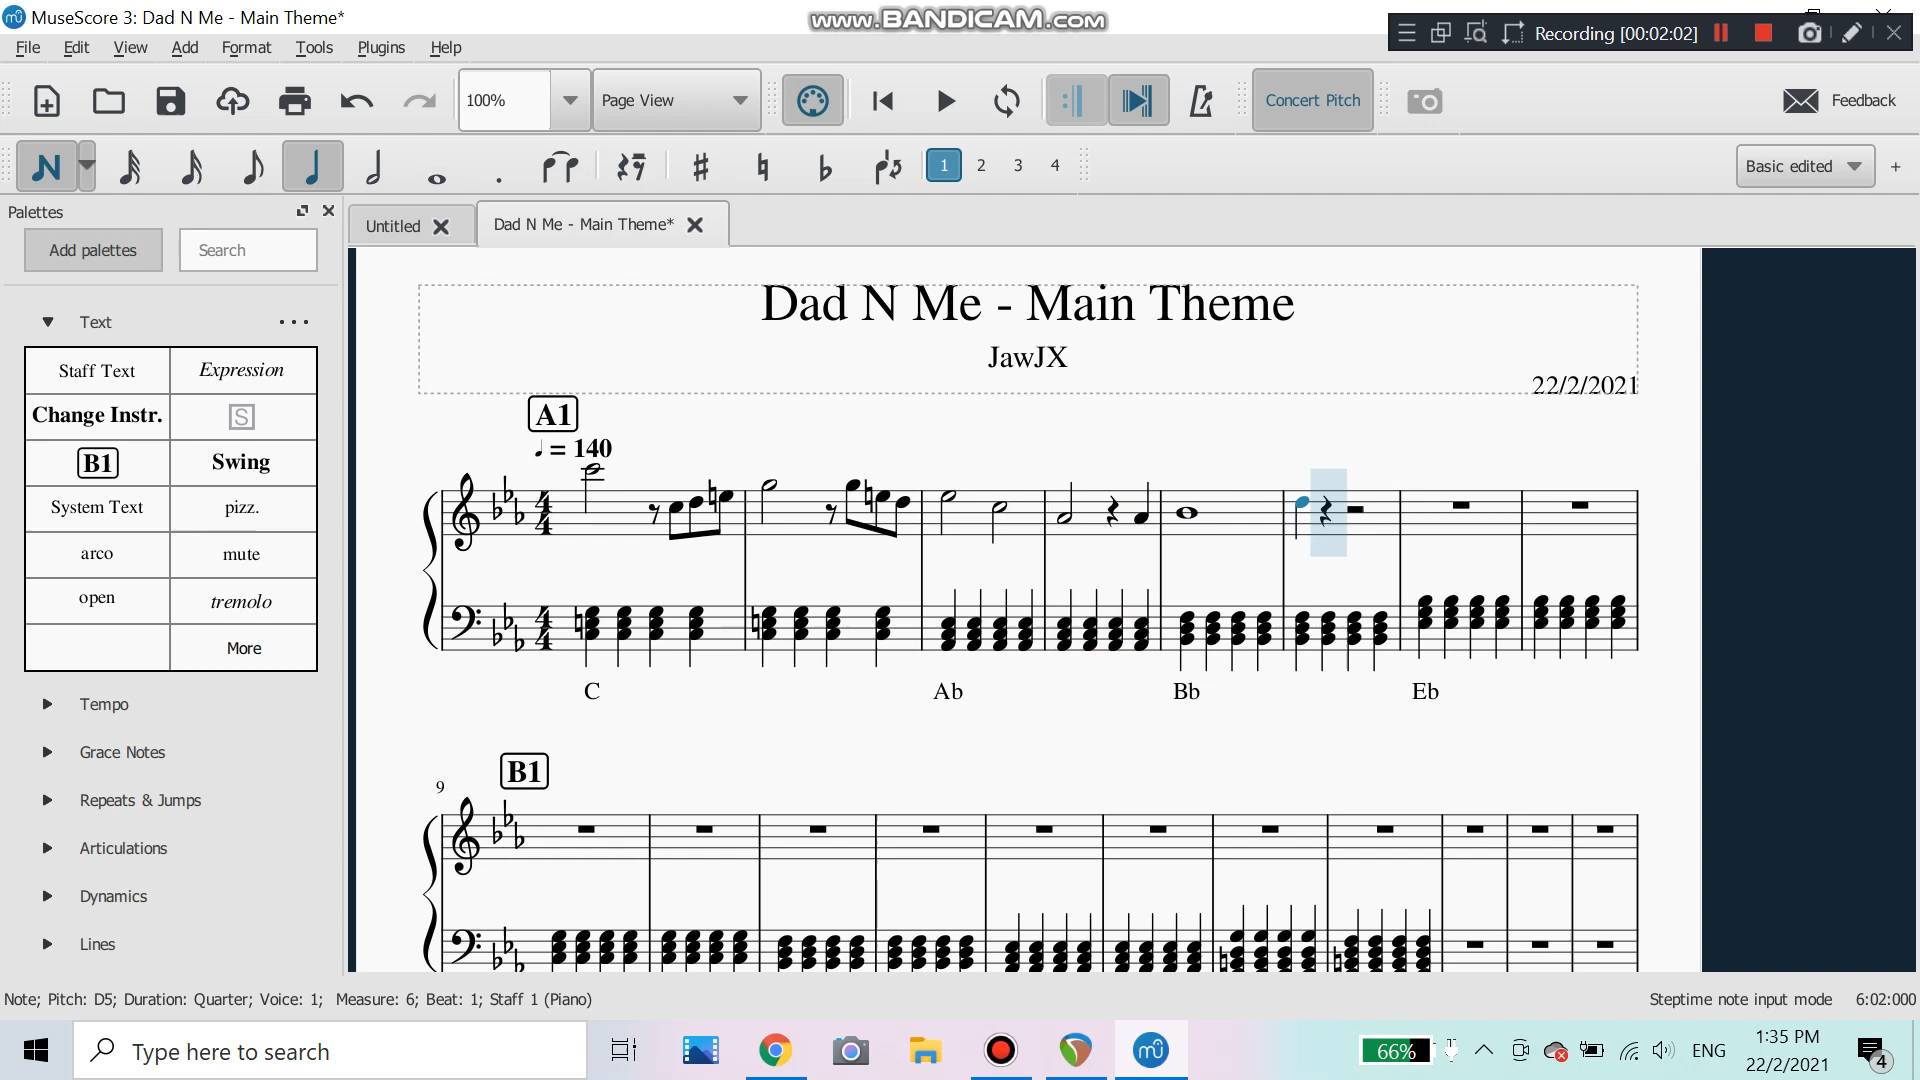 MuseScore 3: Dad N Me - Main Theme*
www.BANDICAM.com
Recording [00:02:02]
File Edit View Add Format Tools Plugins Help
100% Page View Concert Pitch Feedback
1 2 3 4 Basic edited +
Palettes
Add palettes Search
Untitled Dad N Me - Main Theme*
Text
Staff Text Expression
Change Instr. S
B1 Swing
System Text pizz.
arco mute
open tremolo
More
Tempo
Grace Notes
Repeats & Jumps
Articulations
Dynamics
Lines
Dad N Me - Main Theme
JawJX
22/2/2021
A1
♩ = 140
4 4
4 4
C Ab Bb Eb
B1
9
Note; Pitch: D5; Duration: Quarter; Voice: 1; Measure: 6; Beat: 1; Staff 1 (Piano)
Steptime note input mode 6:02:000
Type here to search
66%
ENG
1:35 PM
22/2/2021
4